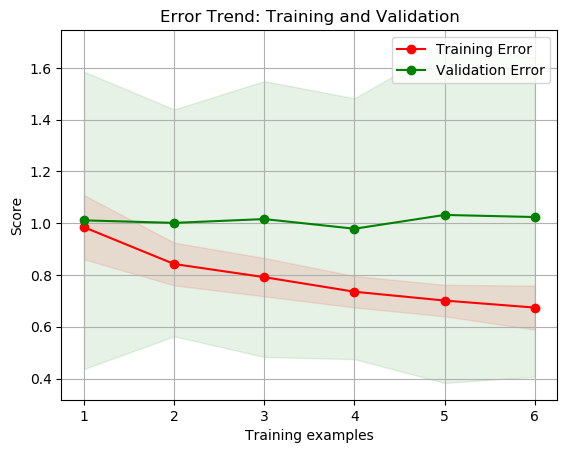 Error Trend: Training and Validation
Training Error
Validation Error
Score
1.6
1.4
1.2
1.0
0.8
0.6
0.4
1 2 3 4 5 6
Training examples